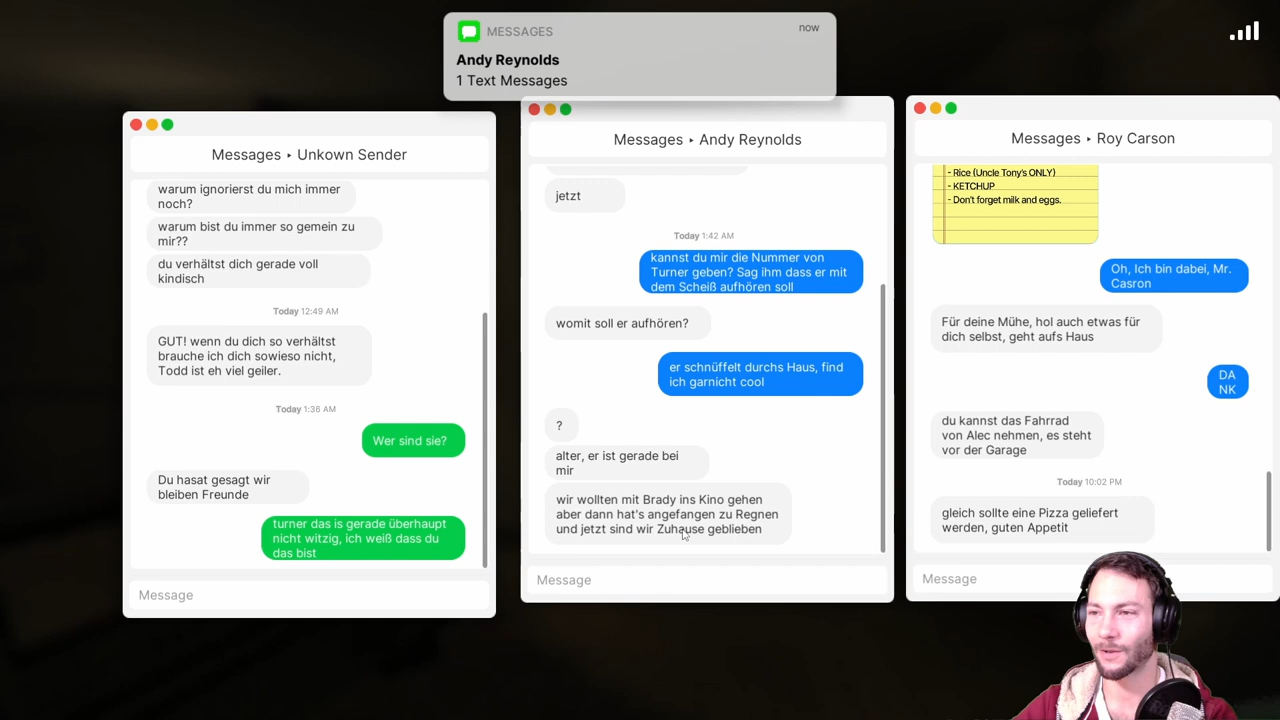 MESSAGES
now
Andy Reynolds
1 Text Messages
Messages ‣ Unkown Sender
warum ignorierst du mich immer
noch?
warum bist du immer so gemein zu
mir??
du verhältst dich gerade voll
kindisch
Today 12:49 AM
GUT! wenn du dich so verhältst
brauche ich dich sowieso nicht,
Todd ist eh viel geiler.
Today 1:36 AM
Wer sind sie?
Du hasat gesagt wir
bleiben Freunde
turner das is gerade überhaupt
nicht witzig, ich weiß dass du
das bist
Message
Messages ‣ Andy Reynolds
jetzt
Today 1:42 AM
kannst du mir die Nummer von
Turner geben? Sag ihm dass er mit
dem Scheiß aufhören soll
womit soll er aufhören?
er schnüffelt durchs Haus, find
ich garnicht cool
?
alter, er ist gerade bei
mir
wir wollten mit Brady ins Kino gehen
aber dann hat's angefangen zu Regnen
und jetzt sind wir Zuhause geblieben
Message
Messages ‣ Roy Carson
- Rice (Uncle Tony's ONLY)
- KETCHUP
- Don't forget milk and eggs.
Oh, Ich bin dabei, Mr.
Casron
Für deine Mühe, hol auch etwas für
dich selbst, geht aufs Haus
DA
NK
du kannst das Fahrrad
von Alec nehmen, es steht
vor der Garage
Today 10:02 PM
gleich sollte eine Pizza geliefert
werden, guten Appetit
Message